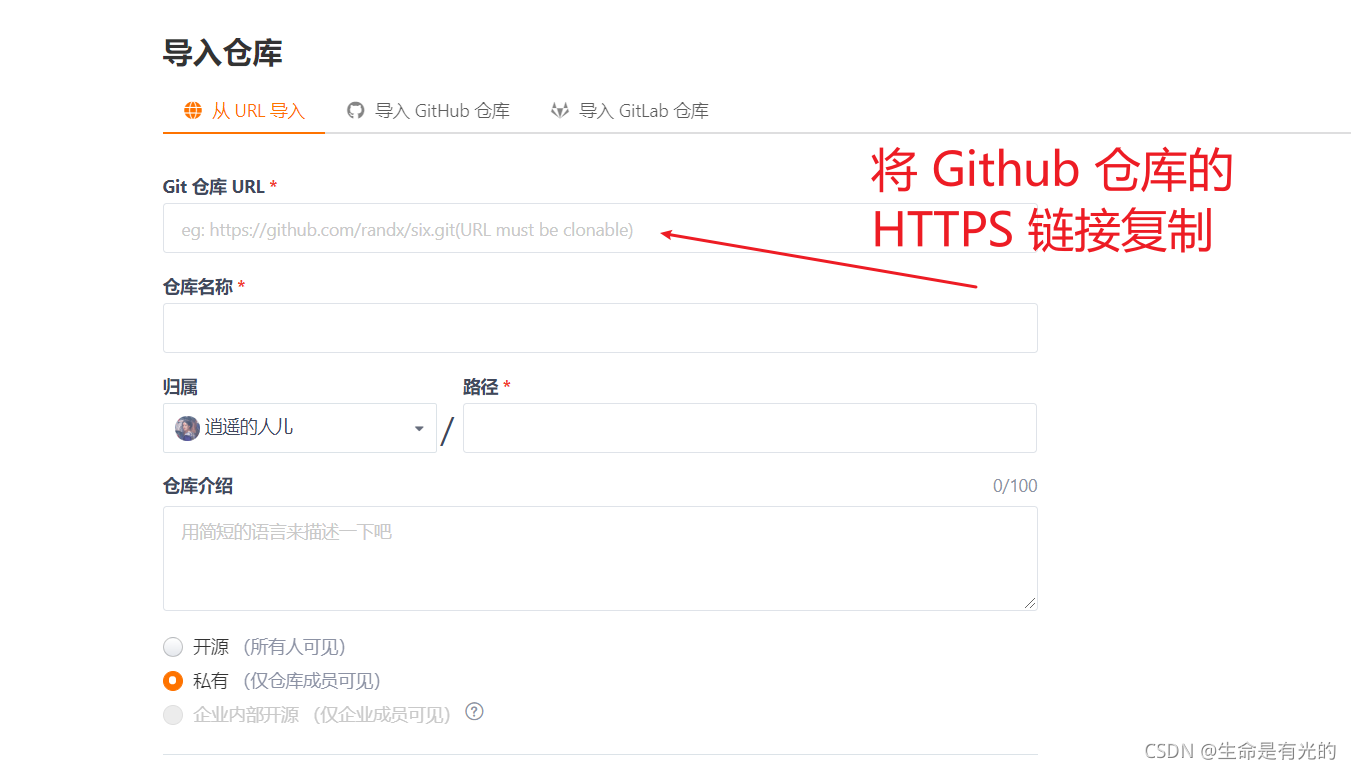 导入仓库
从 URL 导入 导入 GitHub 仓库 导入 GitLab 仓库
将 Github 仓库的
HTTPS 链接复制
Git 仓库 URL *
eg: https://github.com/randx/six.git(URL must be clonable)
仓库名称 *
归属 路径 *
逍遥的人儿 /
仓库介绍 0/100
用简短的语言来描述一下吧
开源 （所有人可见）
私有 （仅仓库成员可见）
企业内部开源 （仅企业成员可见） ?
CSDN @生命是有光的